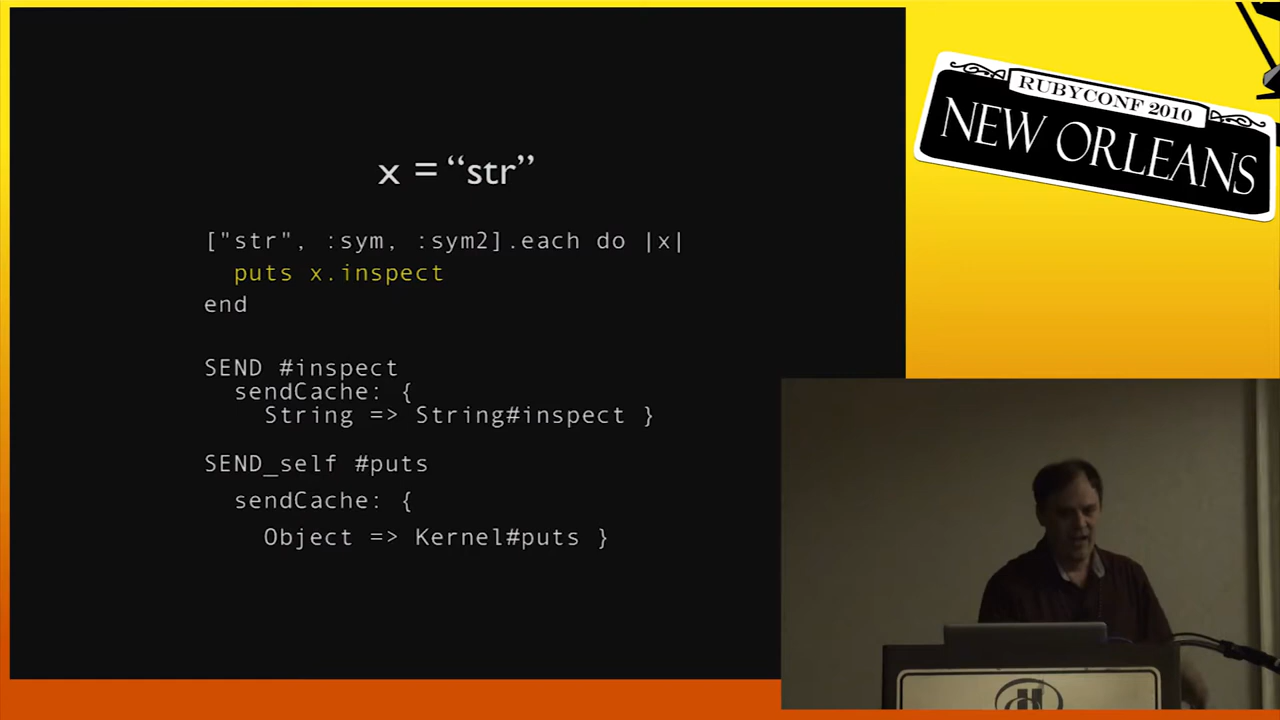 x = “str”
["str", :sym, :sym2].each do |x|
puts x.inspect
end
SEND #inspect
sendCache: {
String => String#inspect }
SEND_self #puts
sendCache: {
Object => Kernel#puts }
RUBYCONF 2010
NEW ORLEANS